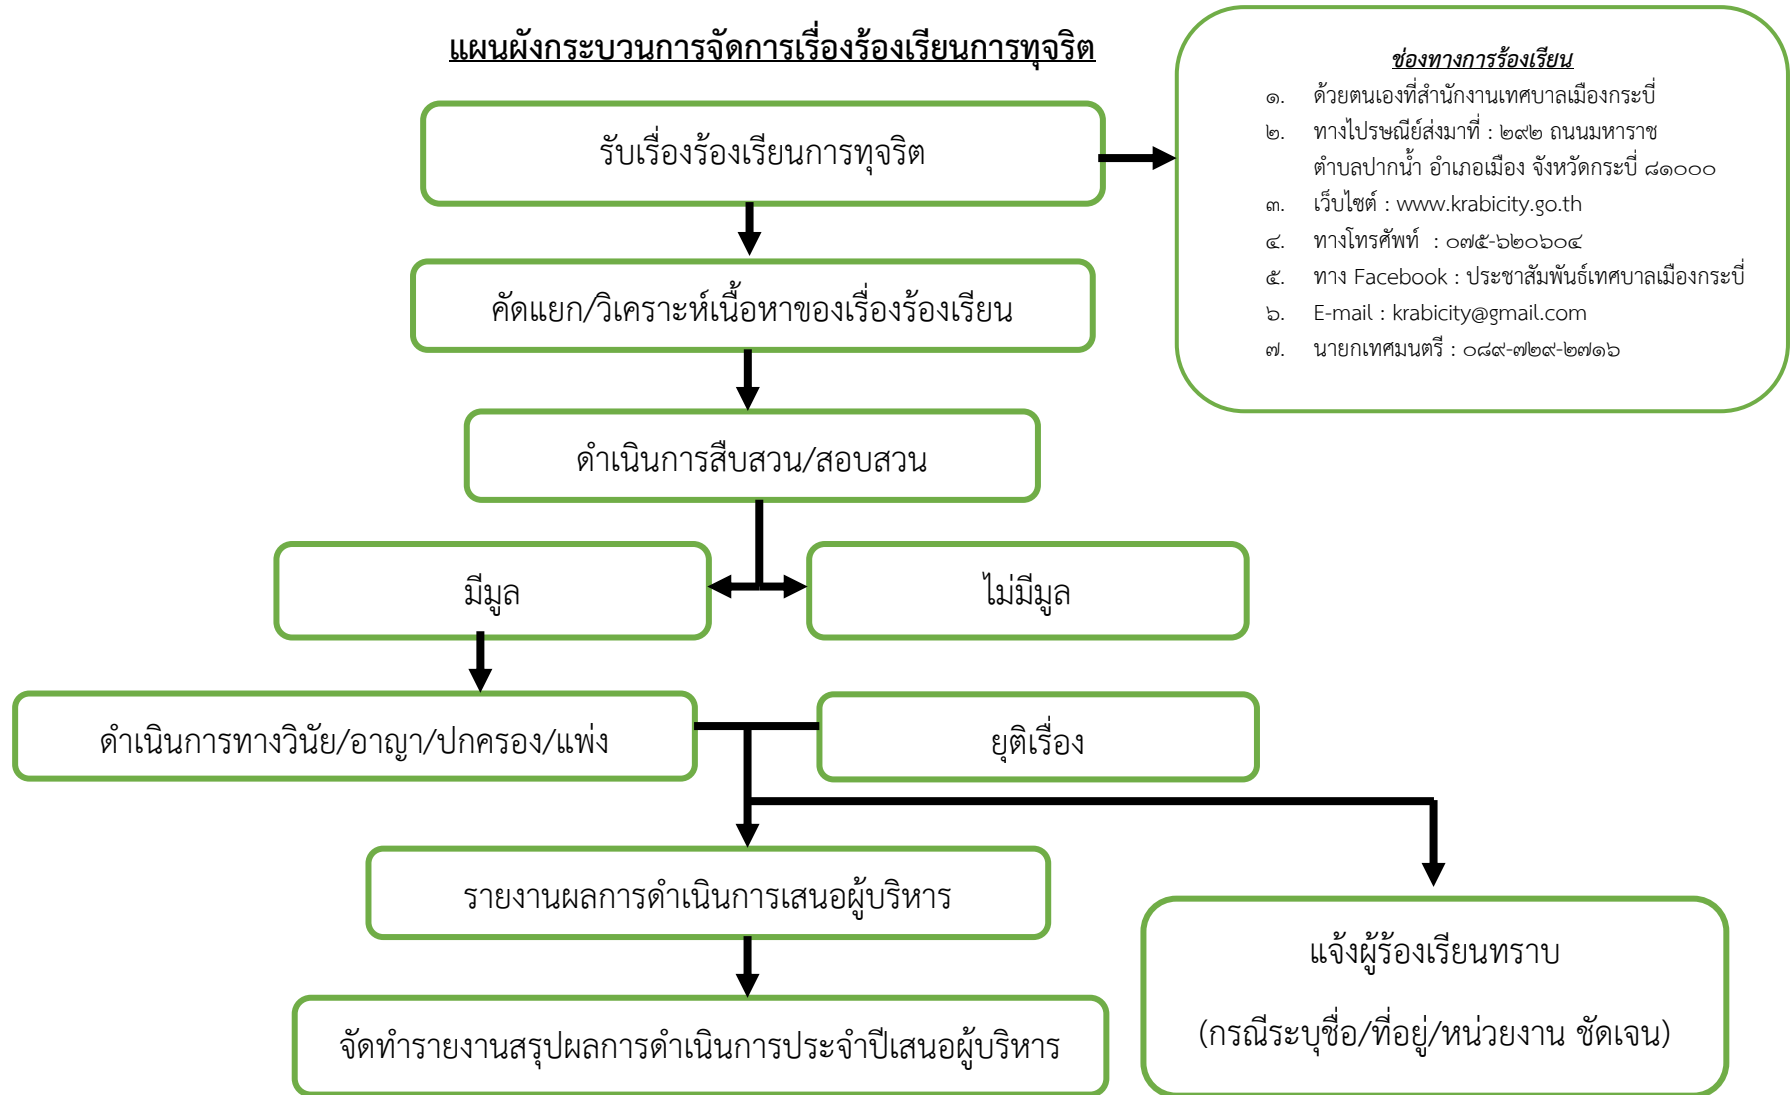 แผนผังกระบวนการจัดการเรื่องร้องเรียนการทุจริต
ช่องทางการร้องเรียน
๑. ด้วยตนเองที่สำนักงานเทศบาลเมืองกระบี่
๒. ทางไปรษณีย์ส่งมาที่ : ๒๙๒ ถนนมหาราช
ตำบลปากน้ำ อำเภอเมือง จังหวัดกระบี่ ๘๑๐๐๐
๓. เว็บไซต์ : www.krabicity.go.th
๔. ทางโทรศัพท์ : ๐๗๕-๖๒๐๖๐๔
๕. ทาง Facebook : ประชาสัมพันธ์เทศบาลเมืองกระบี่
๖. E-mail : krabicity@gmail.com
๗. นายกเทศมนตรี : ๐๘๙-๗๒๙-๒๗๑๖
รับเรื่องร้องเรียนการทุจริต
คัดแยก/วิเคราะห์เนื้อหาของเรื่องร้องเรียน
ดำเนินการสืบสวน/สอบสวน
มีมูล
ไม่มีมูล
ดำเนินการทางวินัย/อาญา/ปกครอง/แพ่ง
ยุติเรื่อง
รายงานผลการดำเนินการเสนอผู้บริหาร
แจ้งผู้ร้องเรียนทราบ
(กรณีระบุชื่อ/ที่อยู่/หน่วยงาน ชัดเจน)
จัดทำรายงานสรุปผลการดำเนินการประจำปีเสนอผู้บริหาร